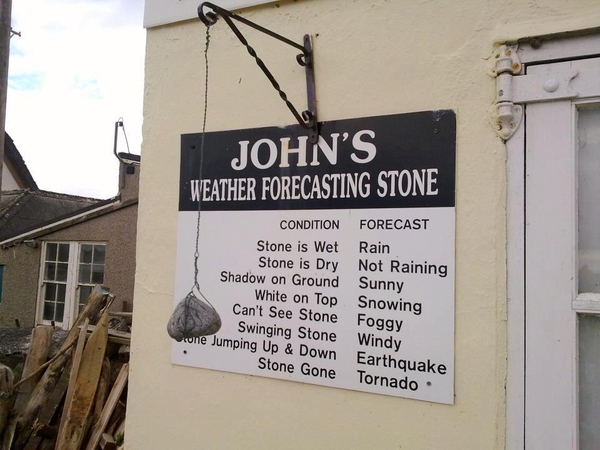 JOHN'S
WEATHER FORECASTING STONE
CONDITION FORECAST
Stone is Wet Rain
Stone is Dry Not Raining
Shadow on Ground Sunny
White on Top Snowing
Can't See Stone Foggy
Swinging Stone Windy
Stone Jumping Up & Down Earthquake
Stone Gone Tornado